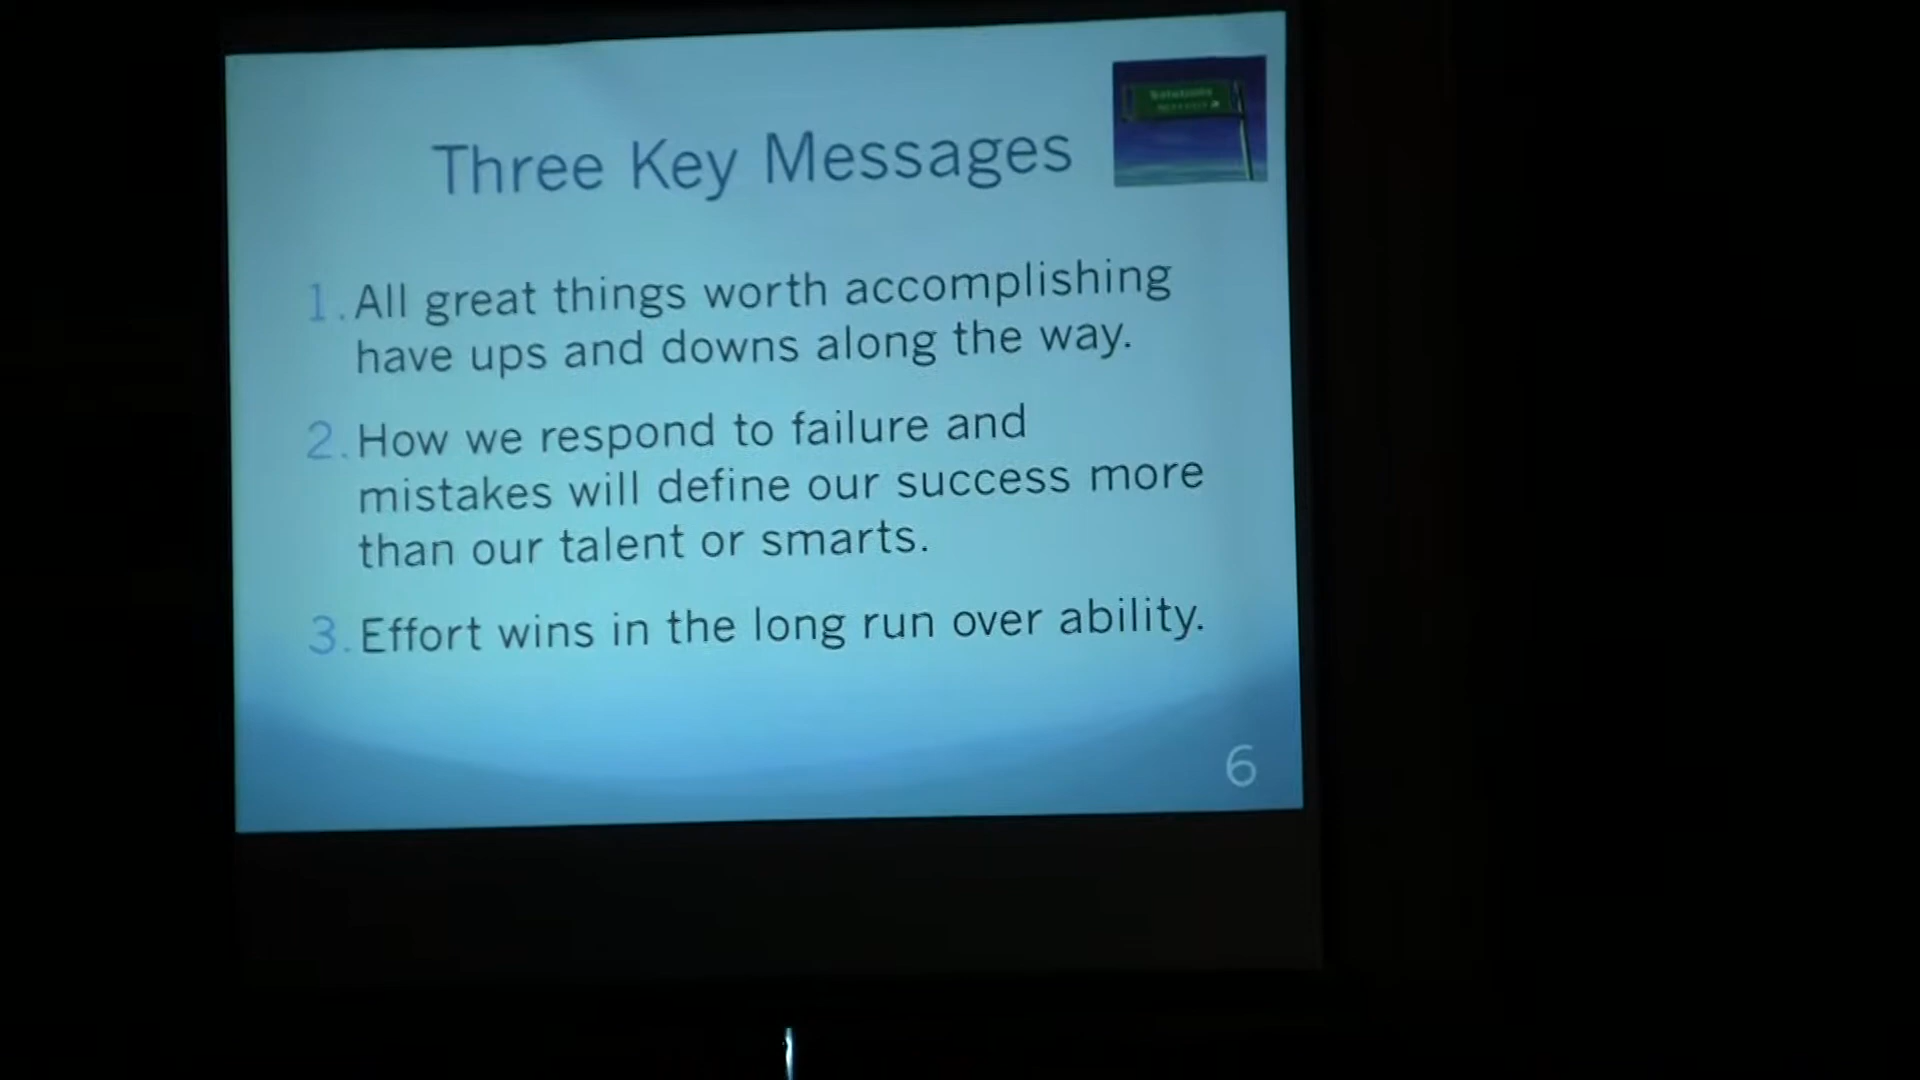 Three Key Messages
Solutions
1. All great things worth accomplishing
have ups and downs along the way.
2. How we respond to failure and
mistakes will define our success more
than our talent or smarts.
3. Effort wins in the long run over ability.
6